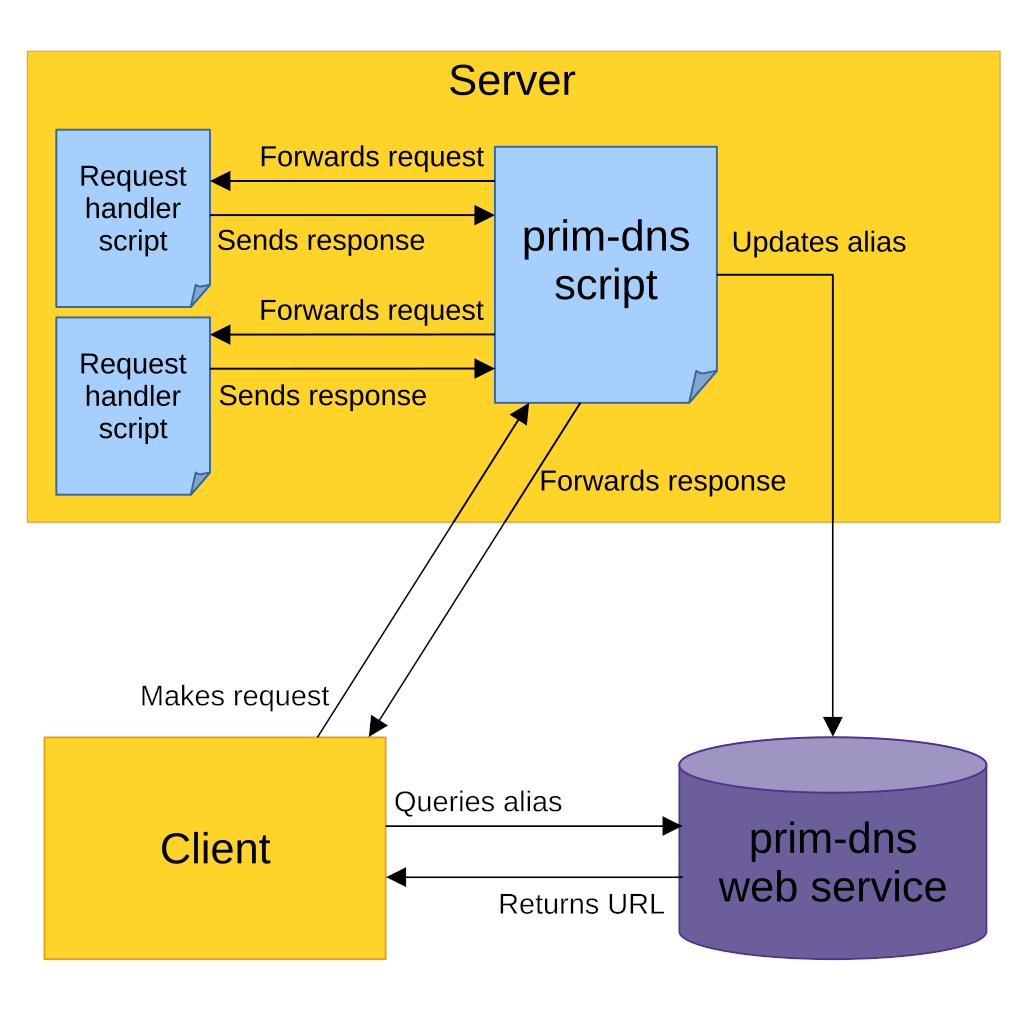 Server
Request
handler
script
Forwards request
Sends response
prim-dns
script
Updates alias
Request
handler
script
Forwards request
Sends response
Forwards response
Makes request
Client
Queries alias
Returns URL
prim-dns
web service